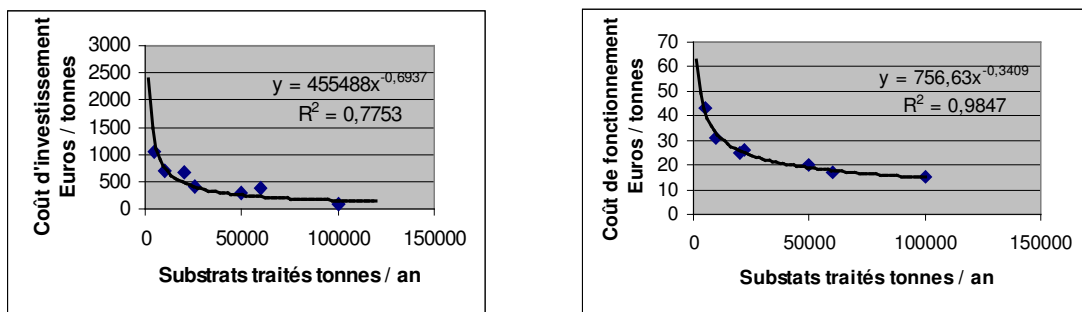 Coût d'investissement
Euros / tonnes
3000
2500
2000
1500
1000
500
0
y = 455488x^-0,6937
R² = 0,7753
0 50000 100000 150000
Substrats traités tonnes / an
Coût de fonctionnement
Euros / tonnes
70
60
50
40
30
20
10
0
y = 756,63x^-0,3409
R² = 0,9847
0 50000 100000 150000
Substats traités tonnes / an